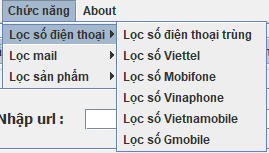 Chức năng About
Lọc số điện thoại
Lọc mail
Lọc sản phẩm
Lọc số điện thoại trùng
Lọc số Viettel
Lọc số Mobifone
Lọc số Vinaphone
Lọc số Vietnamobile
Lọc số Gmobile
Nhập url :